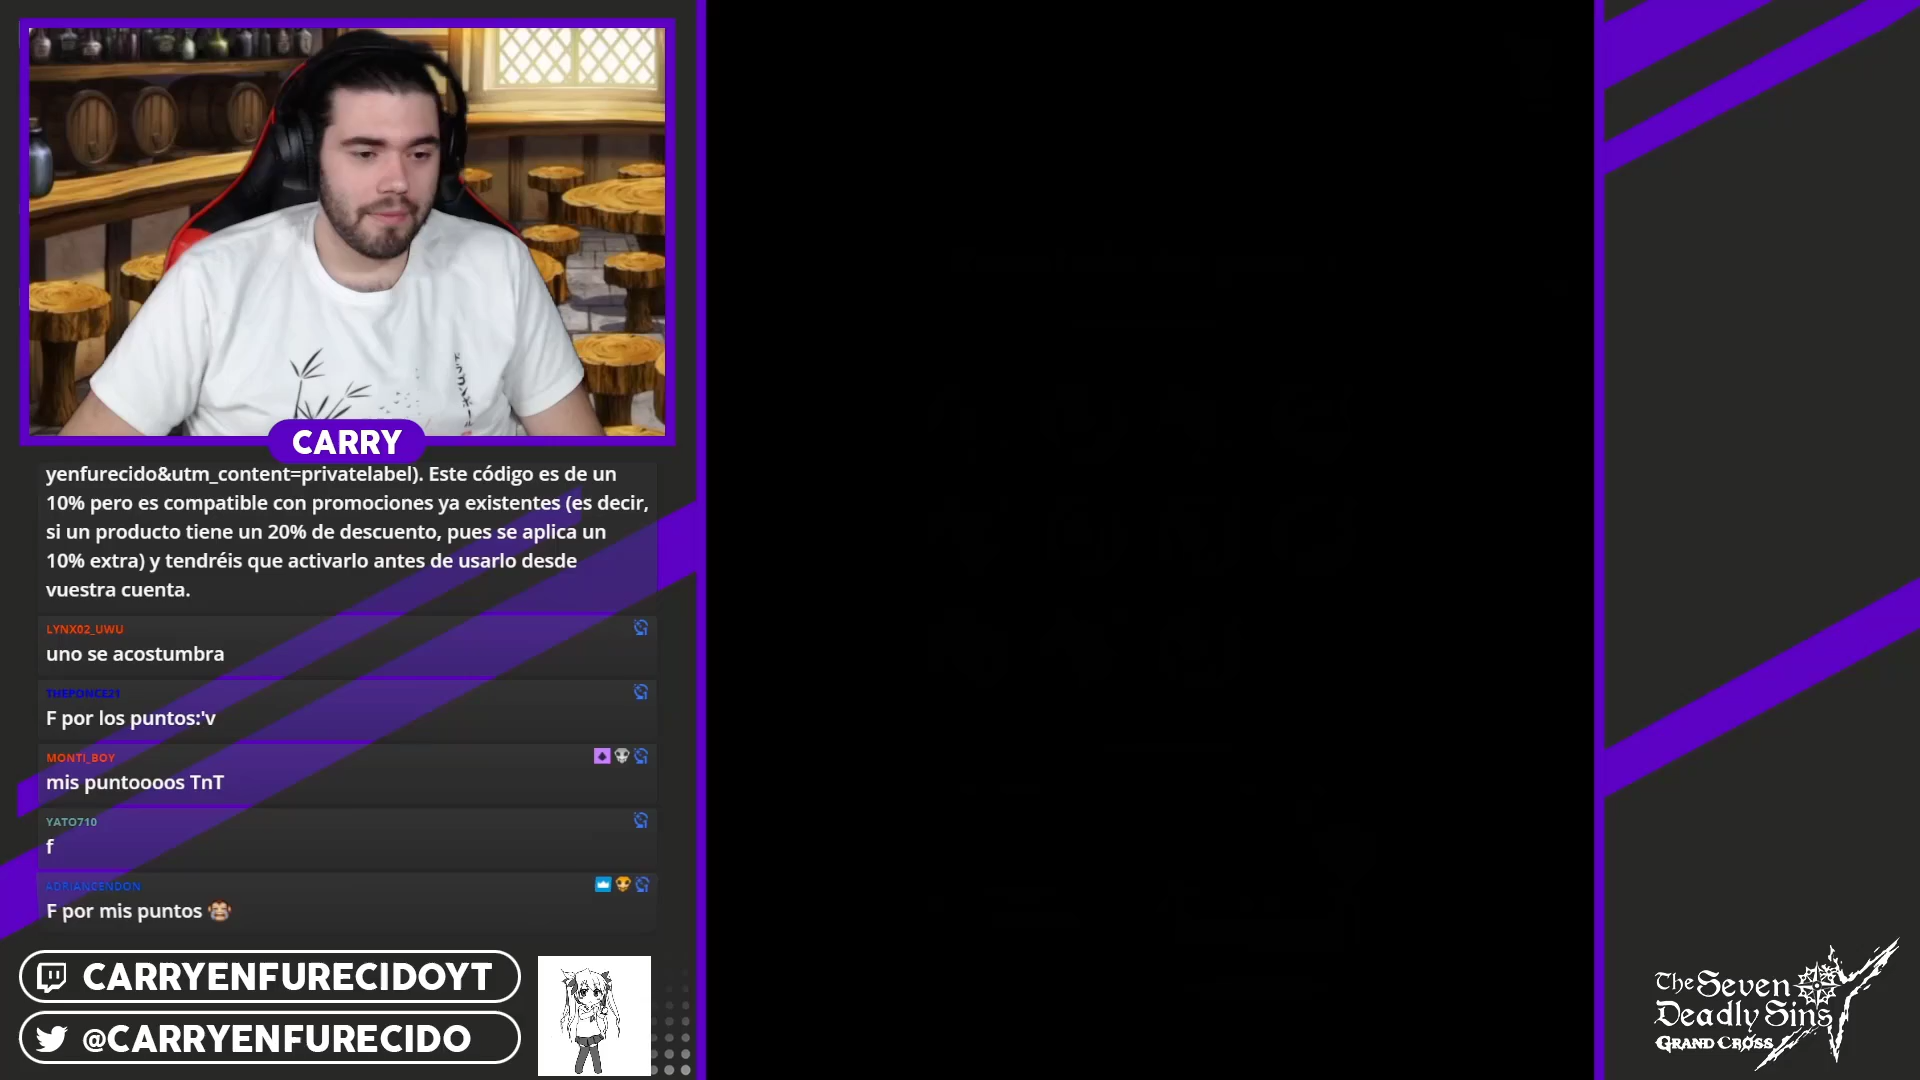 CARRY
yenfurecido&utm_content=privatelabel). Este código es de un
10% pero es compatible con promociones ya existentes (es decir,
si un producto tiene un 20% de descuento, pues se aplica un
10% extra) y tendréis que activarlo antes de usarlo desde
vuestra cuenta.
LYNX02_UWU
uno se acostumbra
THEPONCE21
F por los puntos:'v
MONTI_BOY
mis puntoooos TnT
YATO710
f
ADRIANCENDON
F por mis puntos
CARRYENFURECIDOYT
@CARRYENFURECIDO
The Seven
Deadly Sins
GRAND CROSS